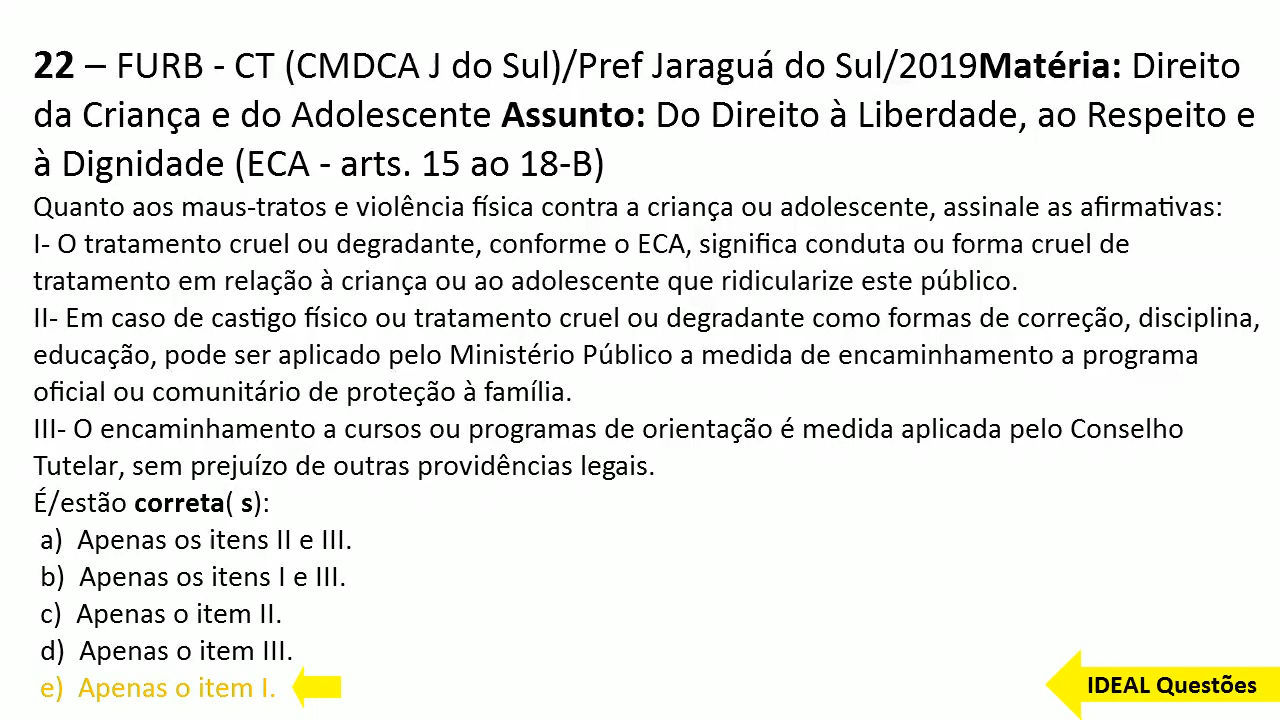 22 – FURB - CT (CMDCA J do Sul)/Pref Jaraguá do Sul/2019Matéria: Direito
da Criança e do Adolescente Assunto: Do Direito à Liberdade, ao Respeito e
à Dignidade (ECA - arts. 15 ao 18-B)
Quanto aos maus-tratos e violência física contra a criança ou adolescente, assinale as afirmativas:
I- O tratamento cruel ou degradante, conforme o ECA, significa conduta ou forma cruel de
tratamento em relação à criança ou ao adolescente que ridicularize este público.
II- Em caso de castigo físico ou tratamento cruel ou degradante como formas de correção, disciplina,
educação, pode ser aplicado pelo Ministério Público a medida de encaminhamento a programa
oficial ou comunitário de proteção à família.
III- O encaminhamento a cursos ou programas de orientação é medida aplicada pelo Conselho
Tutelar, sem prejuízo de outras providências legais.
É/estão correta( s):
a) Apenas os itens II e III.
b) Apenas os itens I e III.
c) Apenas o item II.
d) Apenas o item III.
e) Apenas o item I.
IDEAL Questões